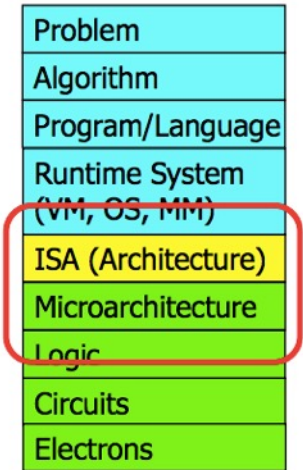 Problem
Algorithm
Program/Language
Runtime System
(VM, OS, MM)
ISA (Architecture)
Microarchitecture
Logic
Circuits
Electrons